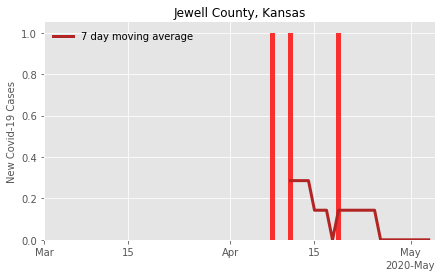 Jewell County, Kansas
7 day moving average
New Covid-19 Cases
1.0
0.8
0.6
0.4
0.2
0.0
Mar 15 Apr 15 May
2020-May